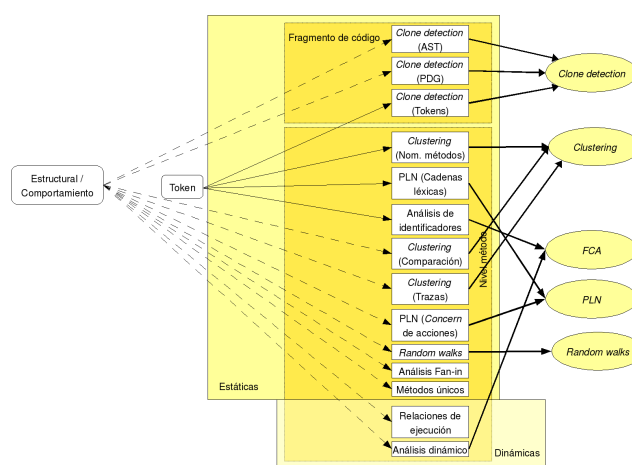 Fragmento de código
Clone detection
(AST)
Clone detection
(PDG)
Clone detection
(Tokens)
Clone detection
Estructural /
Comportamiento
Token
Clustering
(Nom. métodos)
PLN (Cadenas
léxicas)
Análisis de
identificadores
Clustering
(Comparación)
Clustering
(Trazas)
PLN (Concern
de acciones)
Random walks
Análisis Fan-in
Métodos únicos
Nivel método
Clustering
FCA
PLN
Random walks
Estáticas
Relaciones de
ejecución
Análisis dinámico
Dinámicas